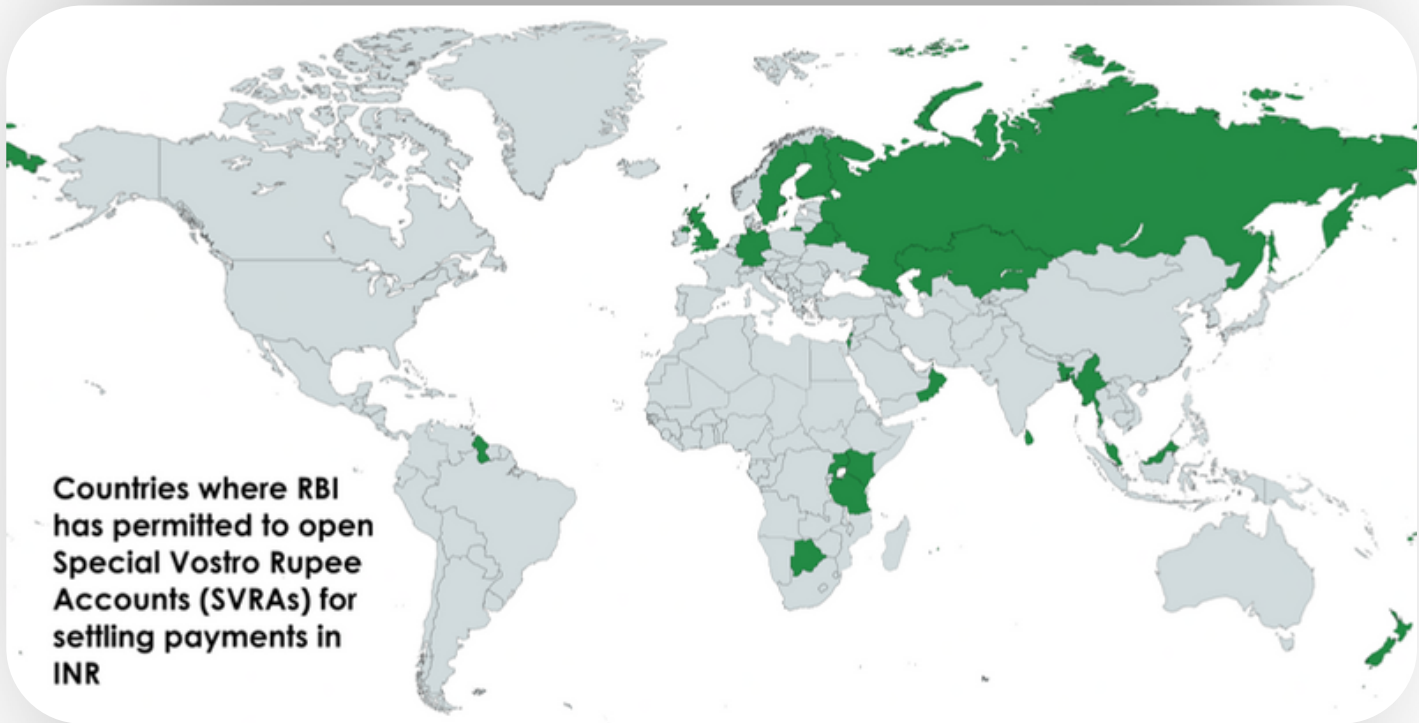 Countries where RBI
has permitted to open
Special Vostro Rupee
Accounts (SVRAs) for
settling payments in
INR